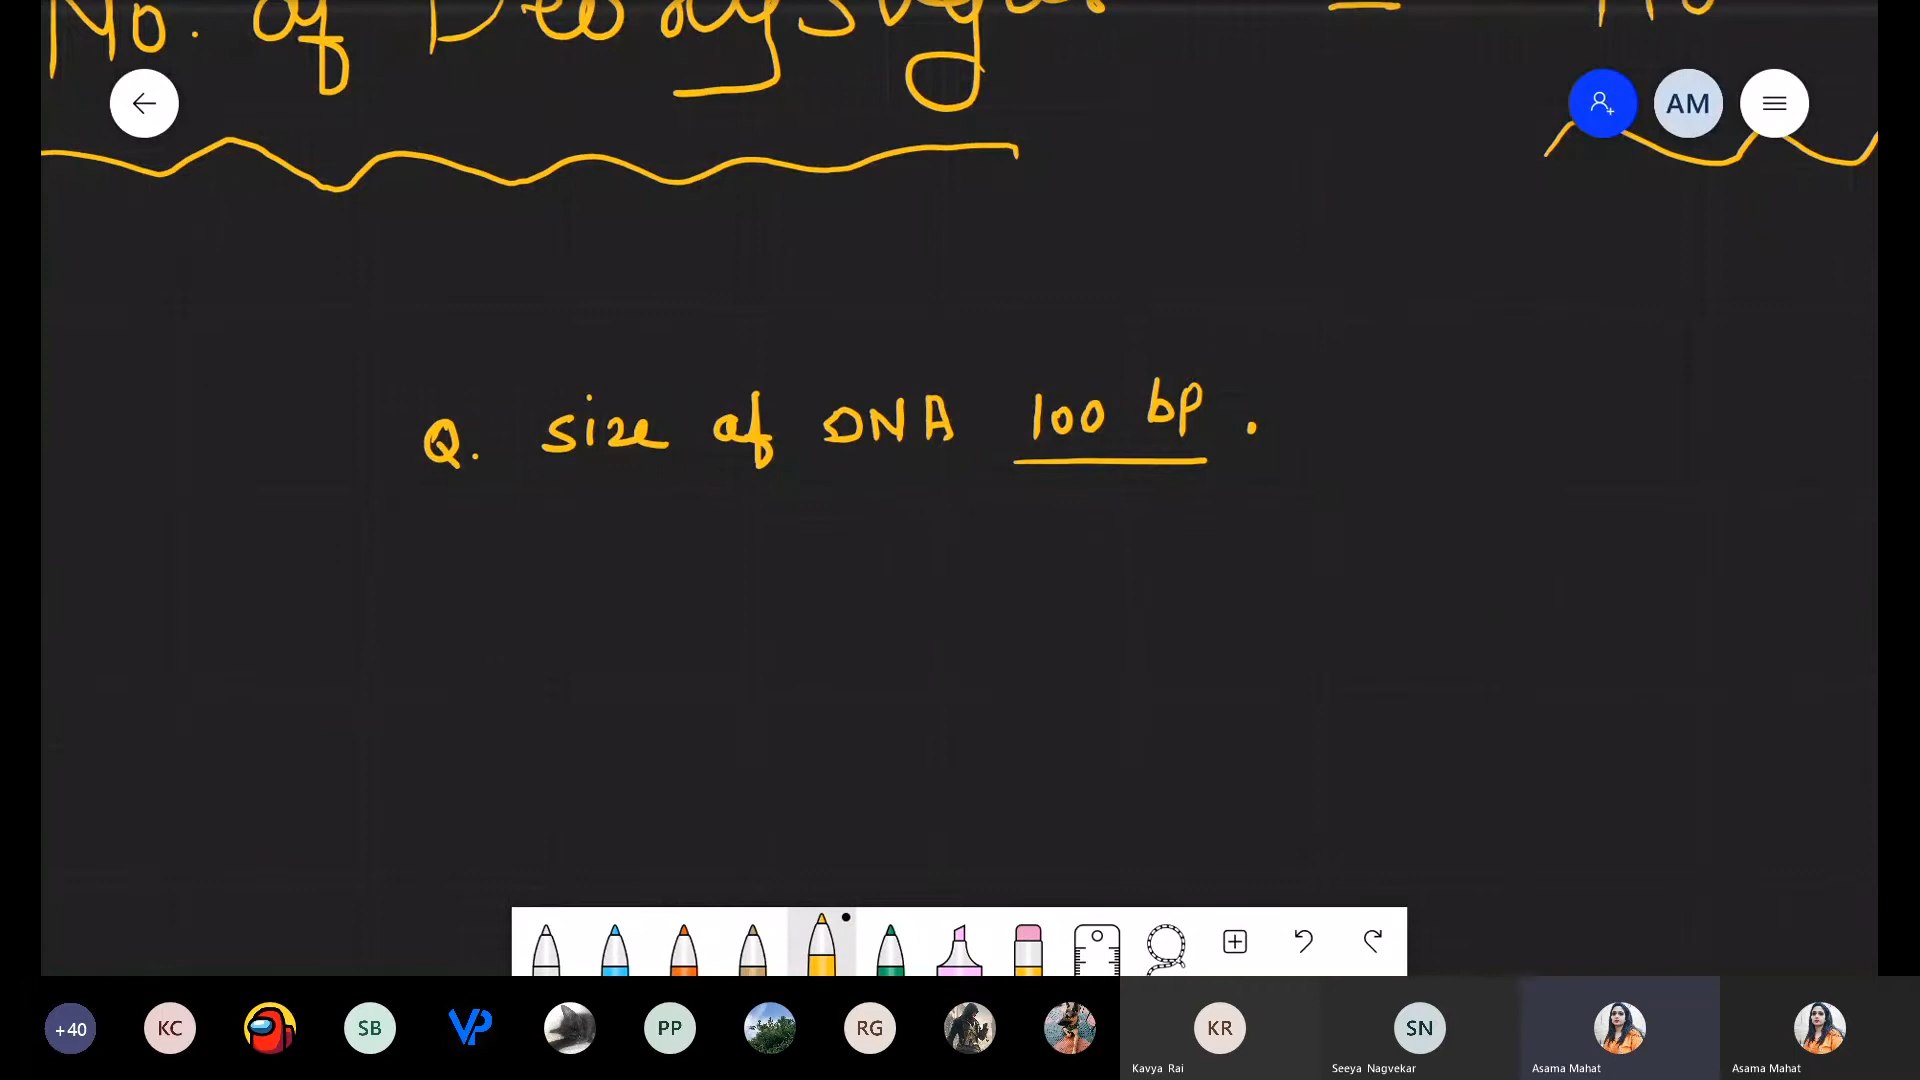 No. of Deoxysugar =
AM
Q. size of DNA 100 bp.
+40 KC SB VP PP RG KR SN
Kavya Rai Seeya Nagvekar Asama Mahat Asama Mahat